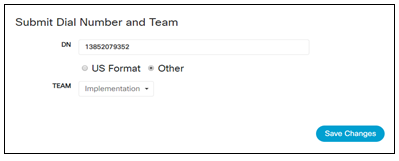 Submit Dial Number and Team
DN 13852079352
US Format Other
TEAM Implementation
Save Changes